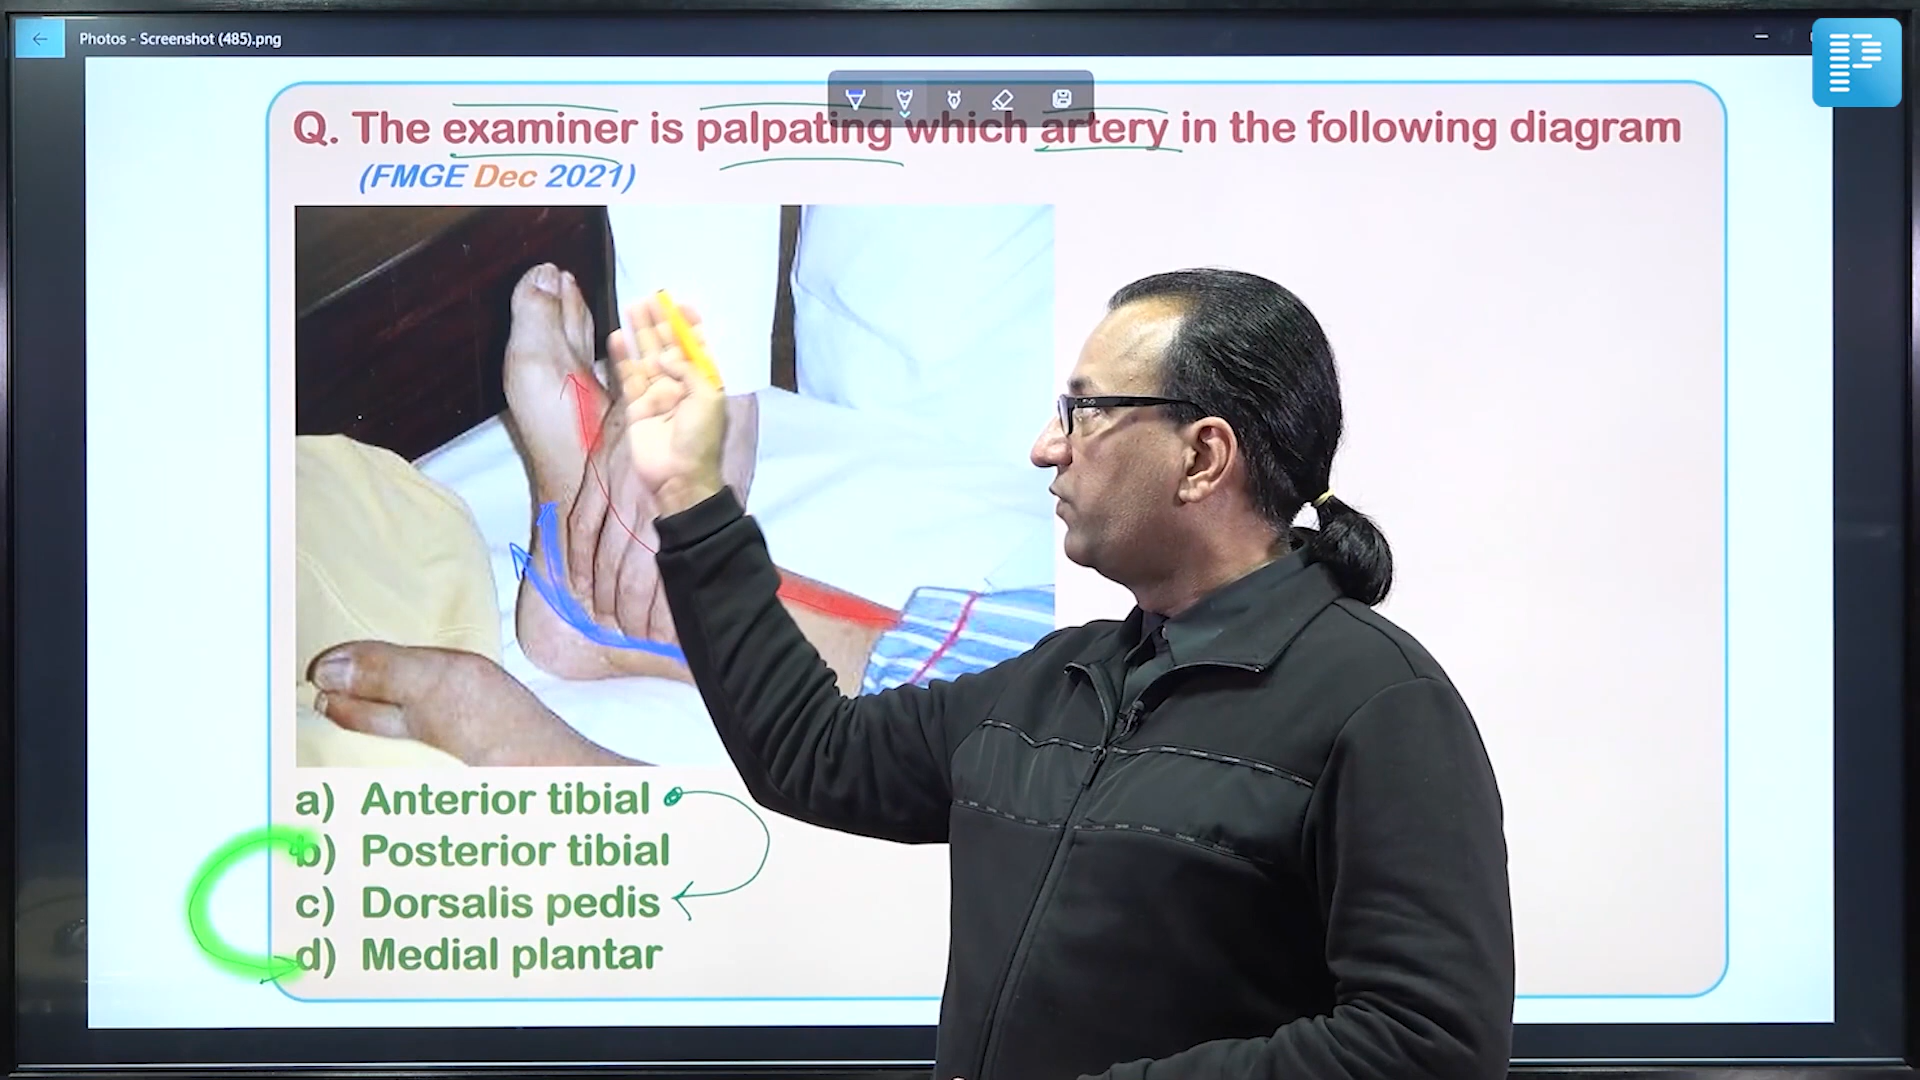 Photos - Screenshot (485).png
Q. The examiner is palpating which artery in the following diagram
(FMGE Dec 2021)
a) Anterior tibial
b) Posterior tibial
c) Dorsalis pedis
d) Medial plantar